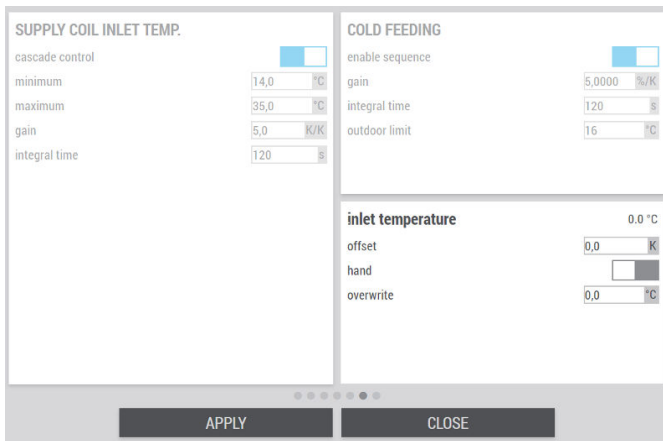 SUPPLY COIL INLET TEMP.
cascade control
minimum 14,0 °C
maximum 35,0 °C
gain 5,0 K/K
integral time 120 s
COLD FEEDING
enable sequence
gain 5,0000 %/K
integral time 120 s
outdoor limit 16 °C
inlet temperature 0.0 °C
offset 0,0 K
hand
overwrite 0,0 °C
APPLY CLOSE